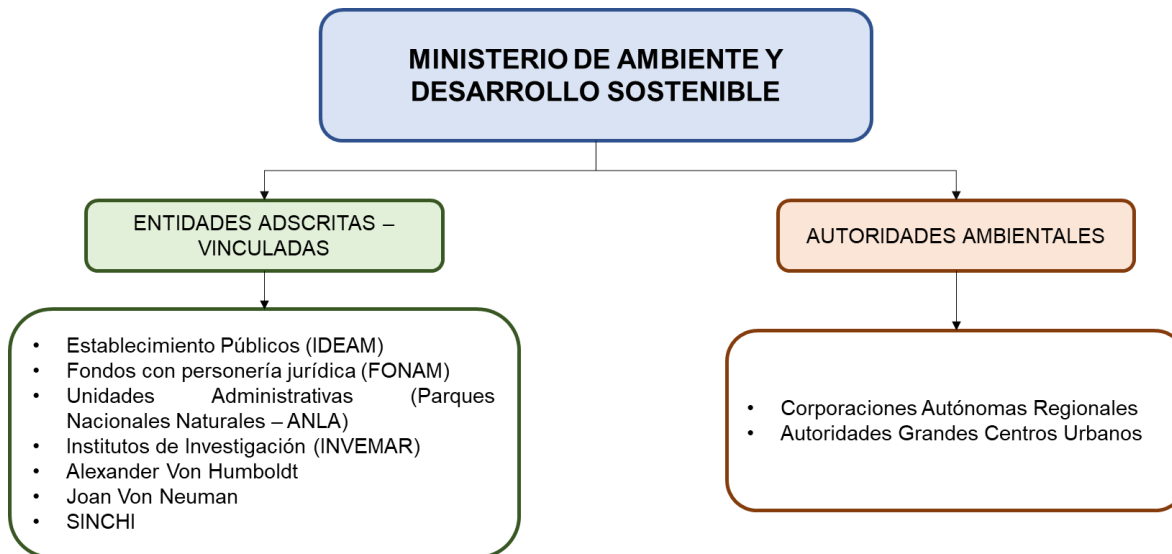 MINISTERIO DE AMBIENTE Y
DESARROLLO SOSTENIBLE
ENTIDADES ADSCRITAS –
VINCULADAS
AUTORIDADES AMBIENTALES
• Establecimiento Públicos (IDEAM)
• Fondos con personería jurídica (FONAM)
• Unidades Administrativas (Parques
Nacionales Naturales – ANLA)
• Institutos de Investigación (INVEMAR)
• Alexander Von Humboldt
• Joan Von Neuman
• SINCHI
• Corporaciones Autónomas Regionales
• Autoridades Grandes Centros Urbanos